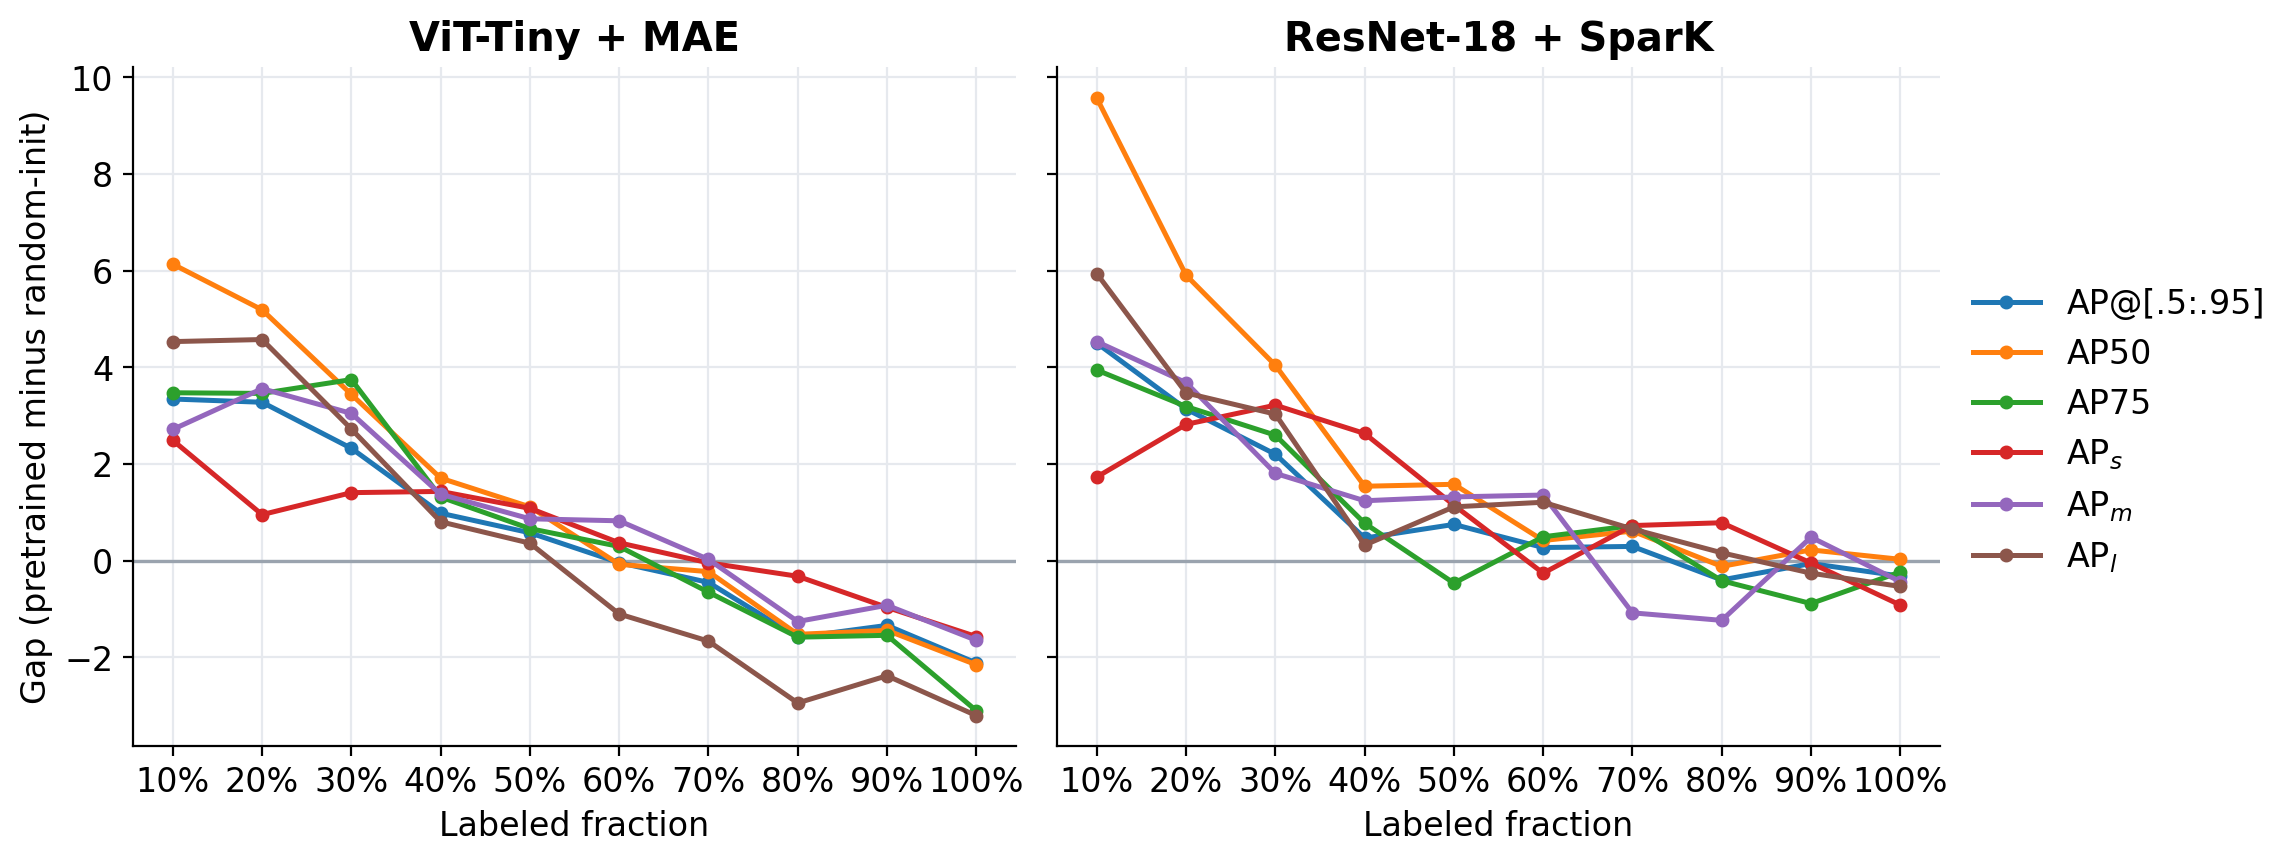 ViT-Tiny + MAE
ResNet-18 + SparK
Gap (pretrained minus random-init)
10
8
6
4
2
0
−2
10% 20% 30% 40% 50% 60% 70% 80% 90% 100%
10% 20% 30% 40% 50% 60% 70% 80% 90% 100%
Labeled fraction
Labeled fraction
AP@[.5:.95]
AP50
AP75
APs
APm
APl